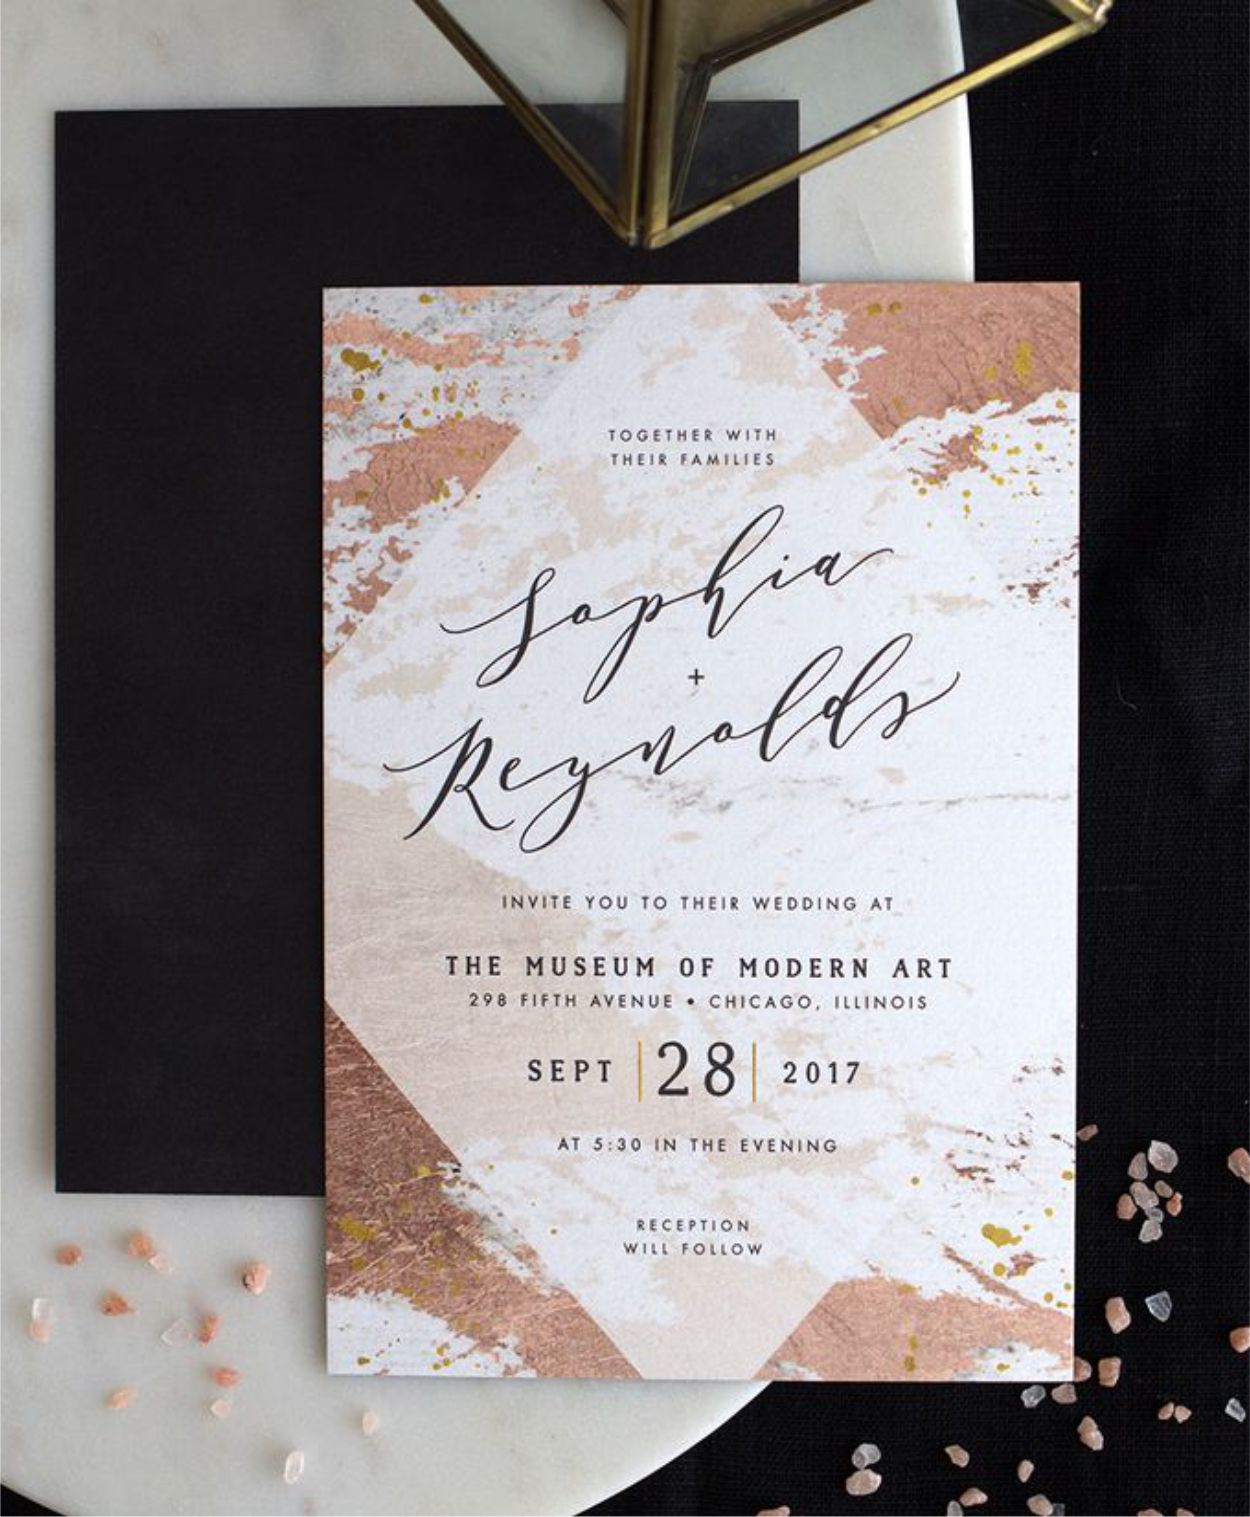 TOGETHER WITH
THEIR FAMILIES
Sophia
+
Reynolds
INVITE YOU TO THEIR WEDDING AT
THE MUSEUM OF MODERN ART
298 FIFTH AVENUE • CHICAGO, ILLINOIS
SEPT | 28 | 2017
AT 5:30 IN THE EVENING
RECEPTION
WILL FOLLOW